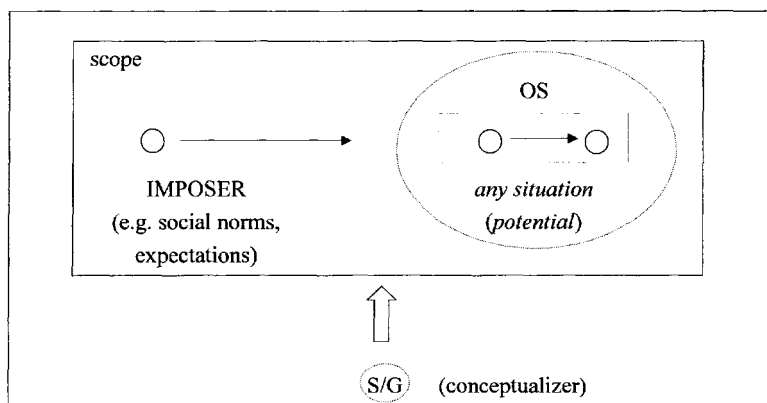 scope
OS
IMPOSER
(e.g. social norms,
expectations)
any situation
(potential)
S/G (conceptualizer)